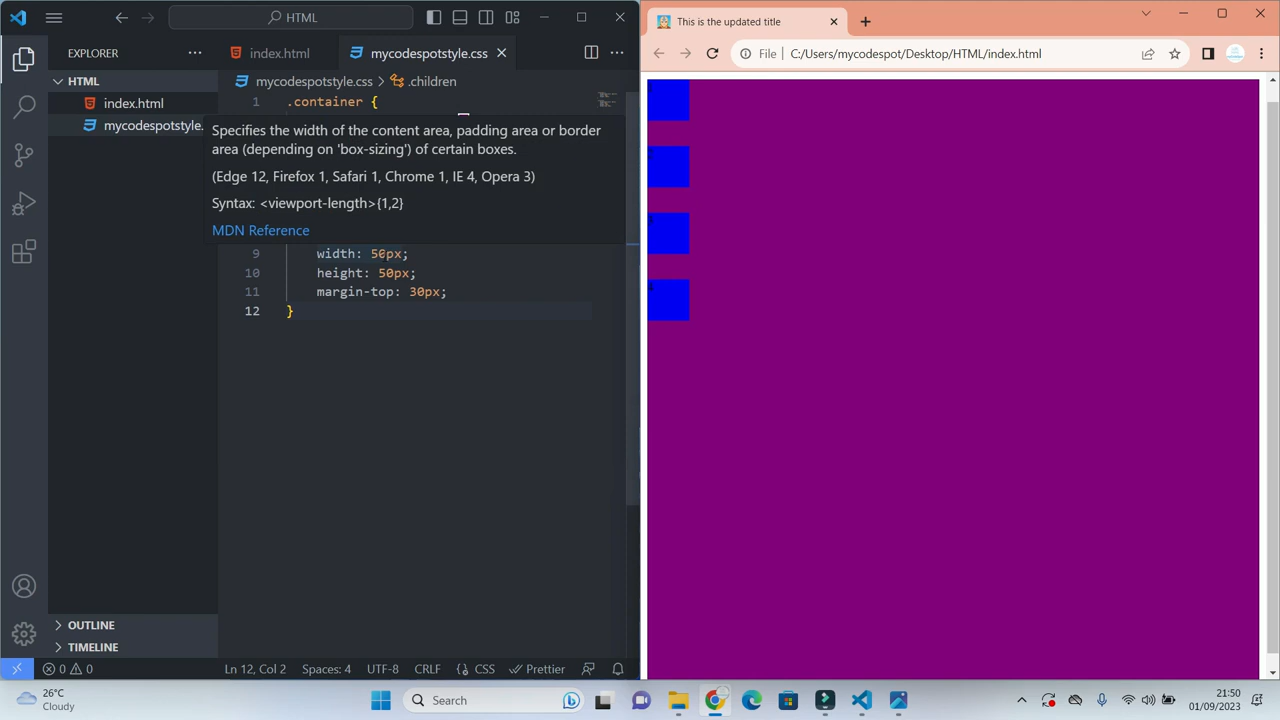 HTML
EXPLORER
index.html
mycodespotstyle.css
HTML
index.html
mycodespotstyle.
OUTLINE
TIMELINE
mycodespotstyle.css > .children
1 .container {
Specifies the width of the content area, padding area or border
area (depending on 'box-sizing') of certain boxes.
(Edge 12, Firefox 1, Safari 1, Chrome 1, IE 4, Opera 3)
Syntax: <viewport-length>{1,2}
MDN Reference
9 width: 50px;
10 height: 50px;
11 margin-top: 30px;
12 }
0 0 Ln 12, Col 2 Spaces: 4 UTF-8 CRLF {} CSS Prettier
This is the updated title
File C:/Users/mycodespot/Desktop/HTML/index.html
26°C
Cloudy
Search
21:50
01/09/2023